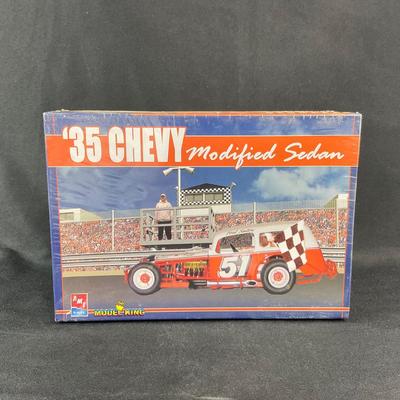 '35 CHEVY Modified Sedan
51
AMT
MODEL KING